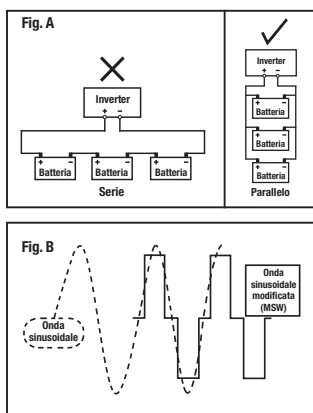 Fig. A
Inverter
+ −
+ −
Batteria
+ −
Batteria
+ −
Batteria
Serie
Inverter
+ −
+ −
Batteria
+ −
Batteria
+ −
Batteria
Parallelo
Fig. B
Onda
sinusoidale
Onda
sinusoidale
modificata
(MSW)